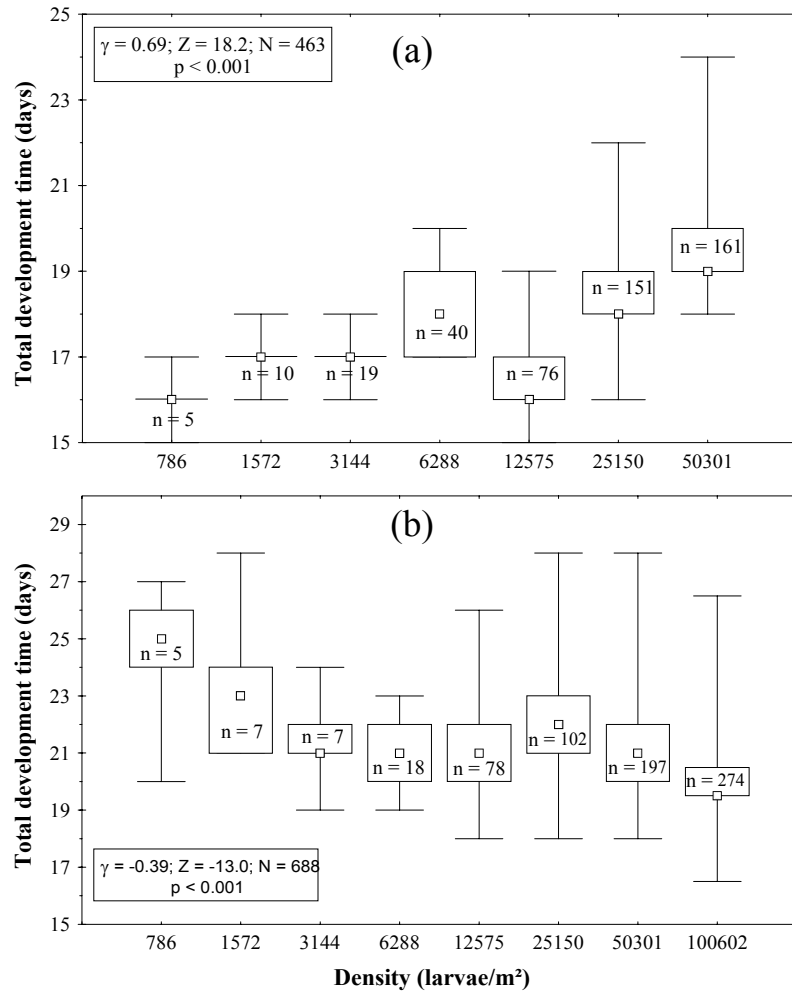 25
23
21
19
17
15
Total development time (days)
γ = 0.69; Z = 18.2; N = 463
p < 0.001
(a)
n = 5
n = 10
n = 19
n = 40
n = 76
n = 151
n = 161
786 1572 3144 6288 12575 25150 50301
29
27
25
23
21
19
17
15
Total development time (days)
(b)
n = 5
n = 7
n = 7
n = 18
n = 78
n = 102
n = 197
n = 274
γ = -0.39; Z = -13.0; N = 688
p < 0.001
786 1572 3144 6288 12575 25150 50301 100602
Density (larvae/m²)